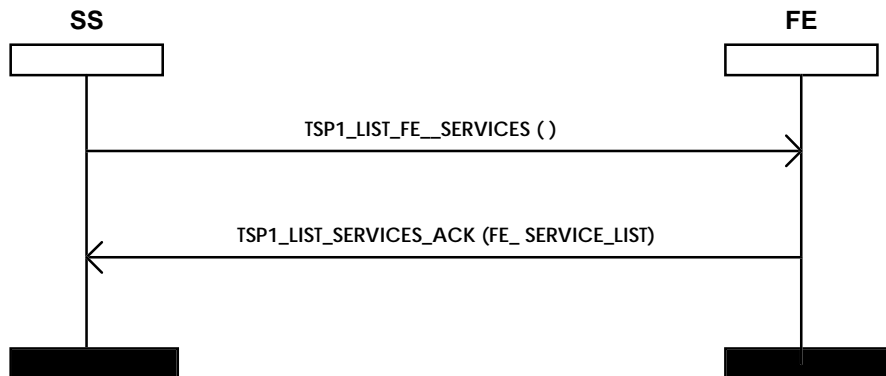 SS FE
TSP1_LIST_FE__SERVICES ( )
TSP1_LIST_SERVICES_ACK (FE_ SERVICE_LIST)